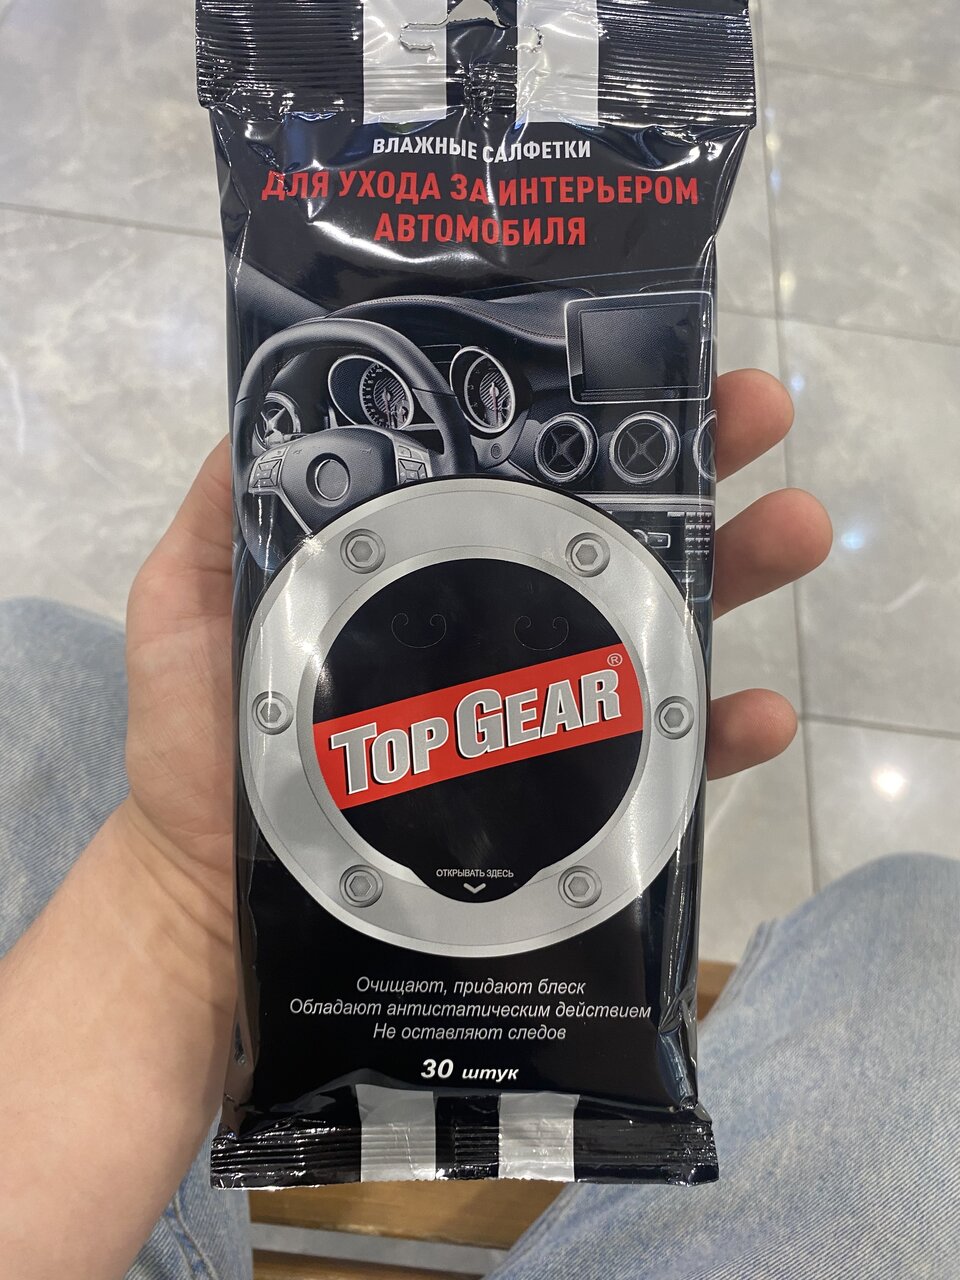 ВЛАЖНЫЕ САЛФЕТКИ
ДЛЯ УХОДА ЗА ИНТЕРЬЕРОМ
АВТОМОБИЛЯ
TOP GEAR®
ОТКРЫВАТЬ ЗДЕСЬ
Очищают, придают блеск
Обладают антистатическим действием
Не оставляют следов
30 штук